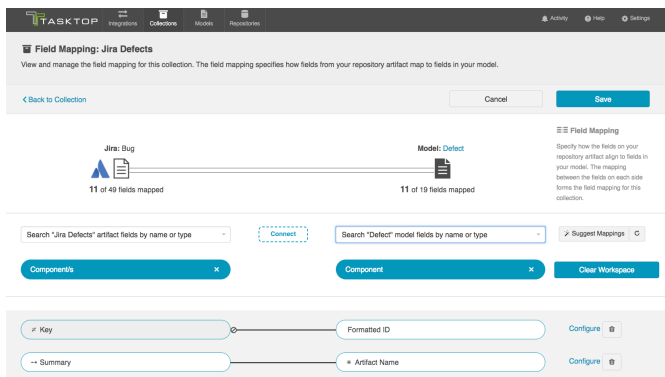 TASKTOP
Integrations
Collections
Models
Repositories
Activity
Help
Settings
Field Mapping: Jira Defects
View and manage the field mapping for this collection. The field mapping specifies how fields from your repository artifact map to fields in your model.
Back to Collection
Cancel
Save
Jira: Bug
11 of 49 fields mapped
Model: Defect
11 of 19 fields mapped
Field Mapping
Specify how the fields on your
repository artifact align to fields in
your model. The mapping
between the fields on each side
forms the field mapping for this
collection.
Search "Jira Defects" artifact fields by name or type
Connect
Search "Defect" model fields by name or type
Suggest Mappings
Component/s ×
Component ×
Clear Workspace
Key
Formatted ID
Configure
Summary
Artifact Name
Configure